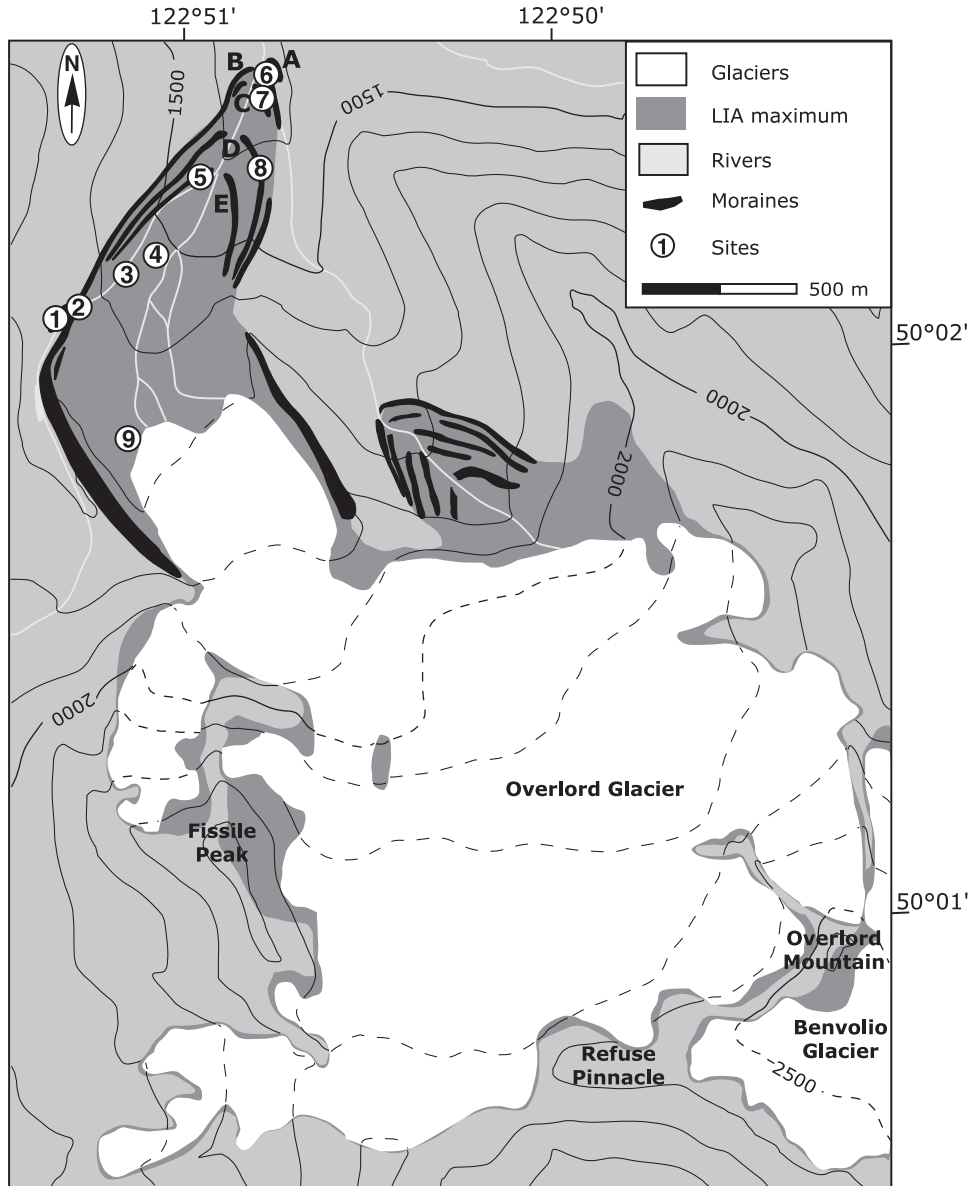 122°51'
122°50'
N
1500
B
A
6
C
7
1500
D
5
8
E
4
3
2
1
9
Glaciers
LIA maximum
Rivers
Moraines
1
Sites
500 m
50°02'
2000
2000
2000
Overlord Glacier
Fissile
Peak
50°01'
Overlord
Mountain
Benvolio
Glacier
Refuse
Pinnacle
2500